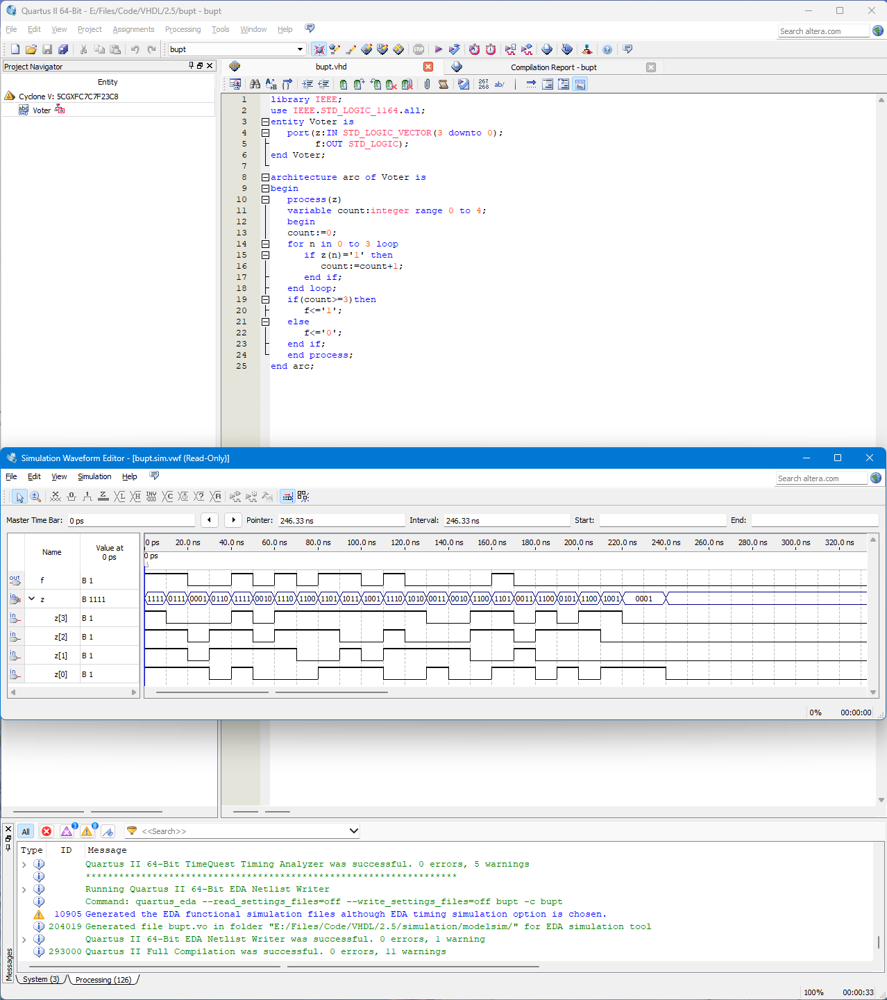 Quartus II 64-Bit - E:/Files/Code/VHDL/2.5/bupt - bupt
File Edit View Project Assignments Processing Tools Window Help
Search altera.com
bupt
Project Navigator
Entity
Cyclone V: 5CGXFC7C7F23C8
Voter
bupt.vhd
Compilation Report - bupt
267
268
ab/
1 library IEEE;
2 use IEEE.STD_LOGIC_1164.all;
3 entity Voter is
4 port(z:IN STD_LOGIC_VECTOR(3 downto 0);
5 f:OUT STD_LOGIC);
6 end Voter;
7
8 architecture arc of Voter is
9 begin
10 process(z)
11 variable count:integer range 0 to 4;
12 begin
13 count:=0;
14 for n in 0 to 3 loop
15 if z(n)='1' then
16 count:=count+1;
17 end if;
18 end loop;
19 if(count>=3)then
20 f<='1';
21 else
22 f<='0';
23 end if;
24 end process;
25 end arc;
Simulation Waveform Editor - [bupt.sim.vwf (Read-Only)]
File Edit View Simulation Help
Search altera.com
Master Time Bar: 0 ps Pointer: 246.33 ns Interval: 246.33 ns Start: End:
Name
Value at
0 ps
0 ps 20.0 ns 40.0 ns 60.0 ns 80.0 ns 100.0 ns 120.0 ns 140.0 ns 160.0 ns 180.0 ns 200.0 ns 220.0 ns 240.0 ns 260.0 ns 280.0 ns 300.0 ns 320.0 ns
0 ps
out f B 1
in z B 1111 1111 0111 0001 0110 1111 0010 1110 1100 1101 1011 1001 1110 1010 0011 0010 1100 1101 0011 1100 0101 1100 1001 0001
in z[3] B 1
in z[2] B 1
in z[1] B 1
in z[0] B 1
0% 00:00:00
All 3 8 <<Search>>
Type ID Message
Quartus II 64-Bit TimeQuest Timing Analyzer was successful. 0 errors, 5 warnings
*******************************************************************
Running Quartus II 64-Bit EDA Netlist Writer
Command: quartus_eda --read_settings_files=off --write_settings_files=off bupt -c bupt
10905 Generated the EDA functional simulation files although EDA timing simulation option is chosen.
204019 Generated file bupt.vo in folder "E:/Files/Code/VHDL/2.5/simulation/modelsim/" for EDA simulation tool
Quartus II 64-Bit EDA Netlist Writer was successful. 0 errors, 1 warning
293000 Quartus II Full Compilation was successful. 0 errors, 11 warnings
Messages
System (3) Processing (126)
100% 00:00:33